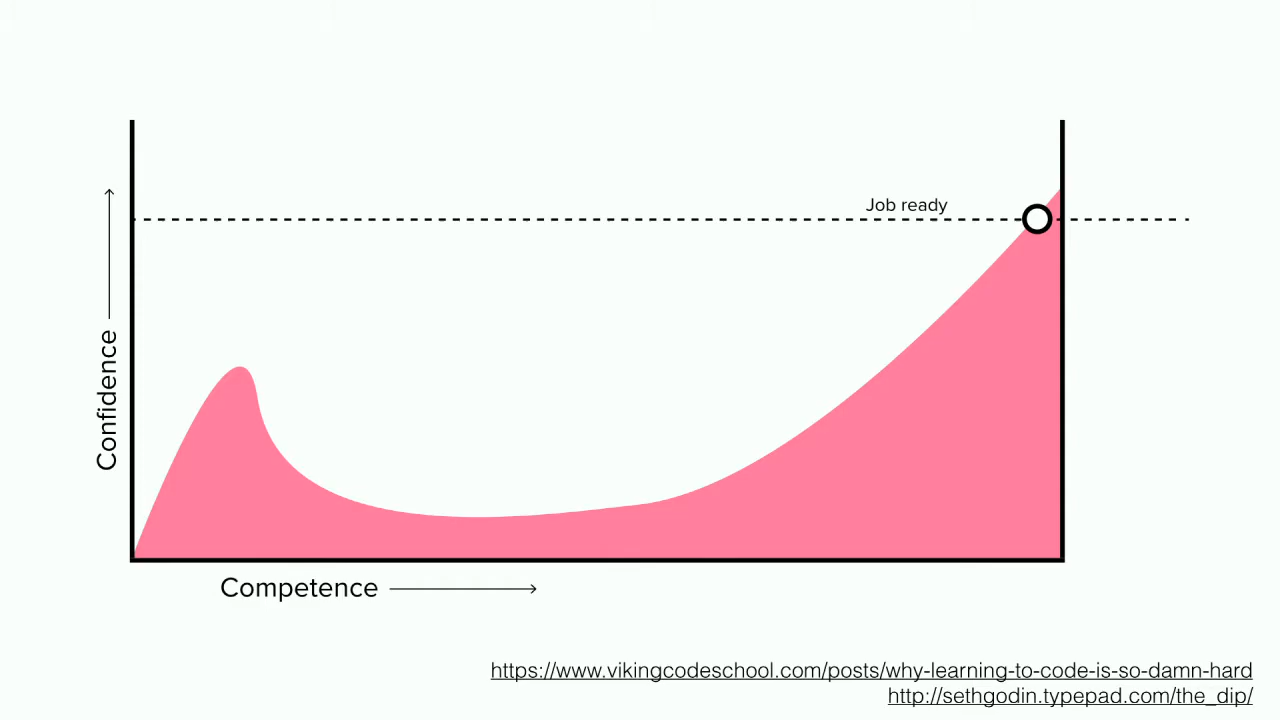 Job ready
Confidence
Competence
https://www.vikingcodeschool.com/posts/why-learning-to-code-is-so-damn-hard
http://sethgodin.typepad.com/the_dip/